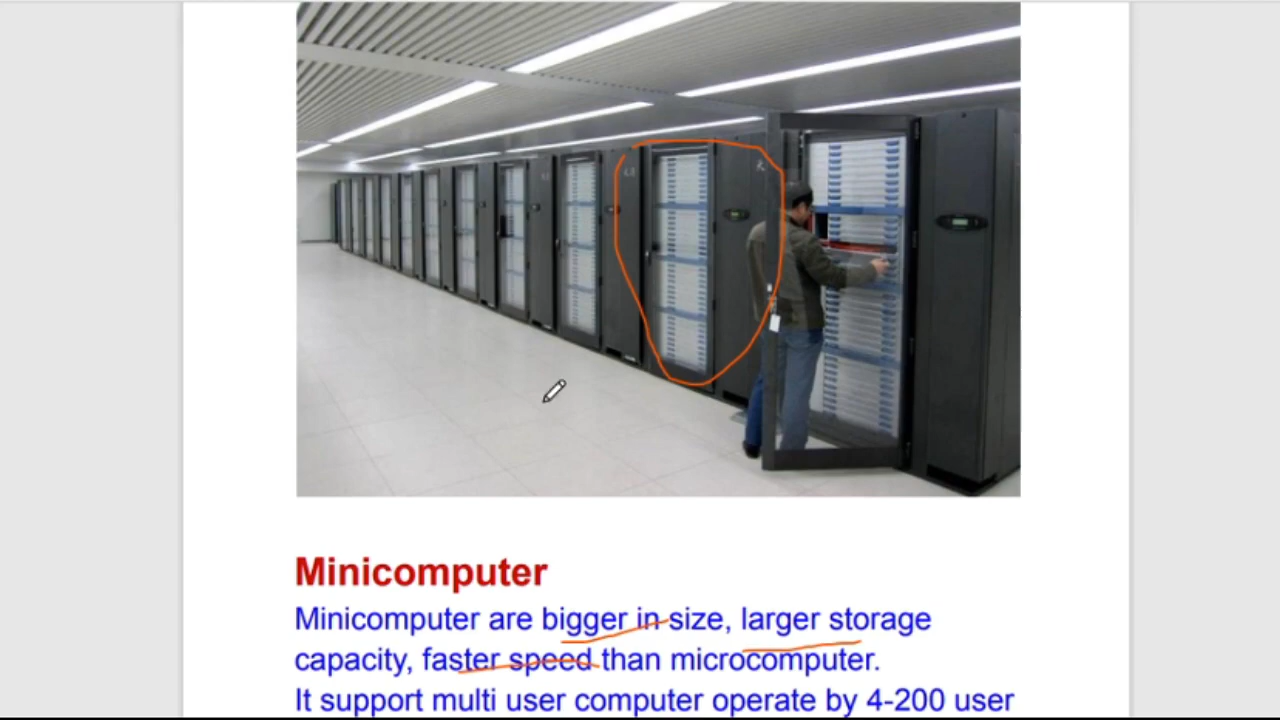 Minicomputer
Minicomputer are bigger in size, larger storage
capacity, faster speed than microcomputer.
It support multi user computer operate by 4-200 user